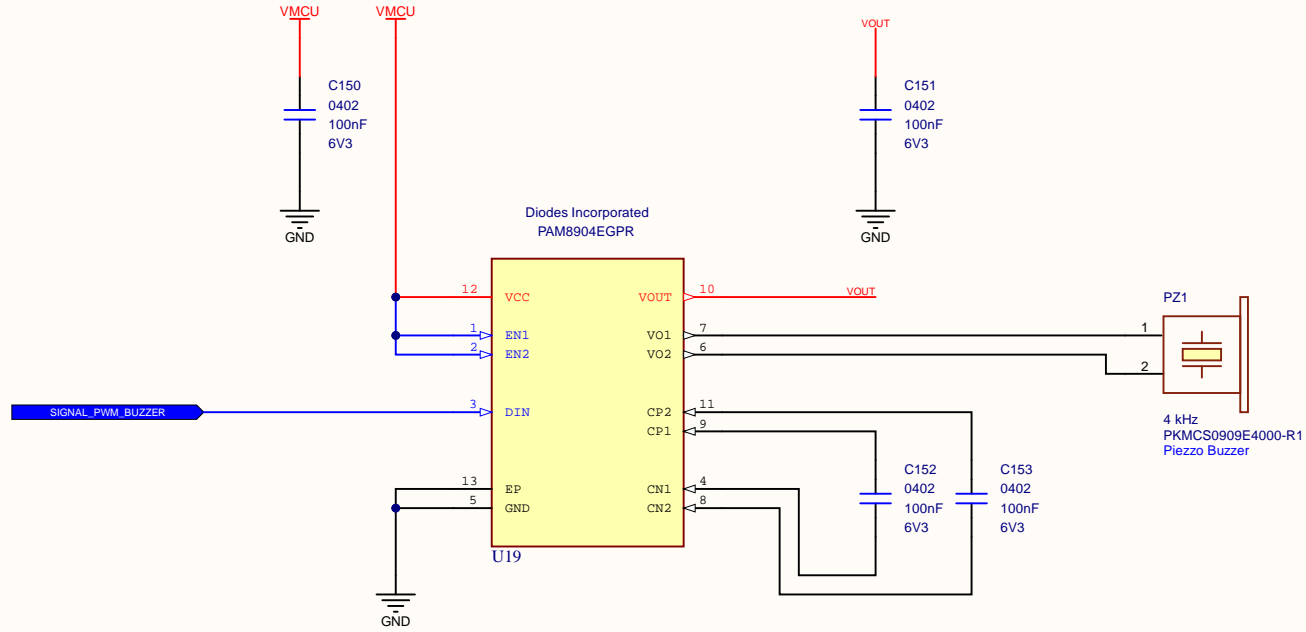 VMCU
VMCU
VOUT
C150
0402
100nF
6V3
C151
0402
100nF
6V3
GND
GND
Diodes Incorporated
PAM8904EGPR
12
VCC
VOUT
10
VOUT
1
EN1
VO1
7
2
EN2
VO2
6
PZ1
1
2
SIGNAL_PWM_BUZZER
3
DIN
CP2
11
CP1
9
4 kHz
PKMCS0909E4000-R1
Piezzo Buzzer
13
EP
CN1
4
5
GND
CN2
8
C152
0402
100nF
6V3
C153
0402
100nF
6V3
U19
GND